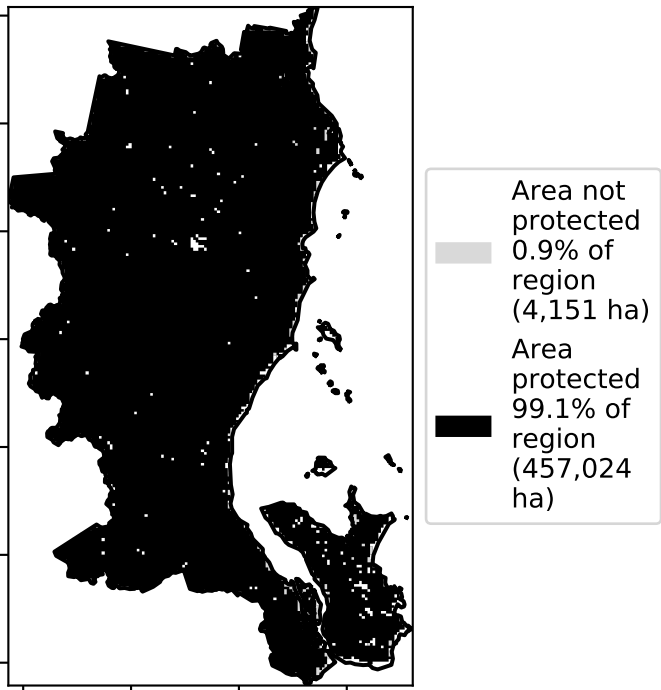 Area not
protected
0.9% of
region
(4,151 ha)
Area
protected
99.1% of
region
(457,024
ha)